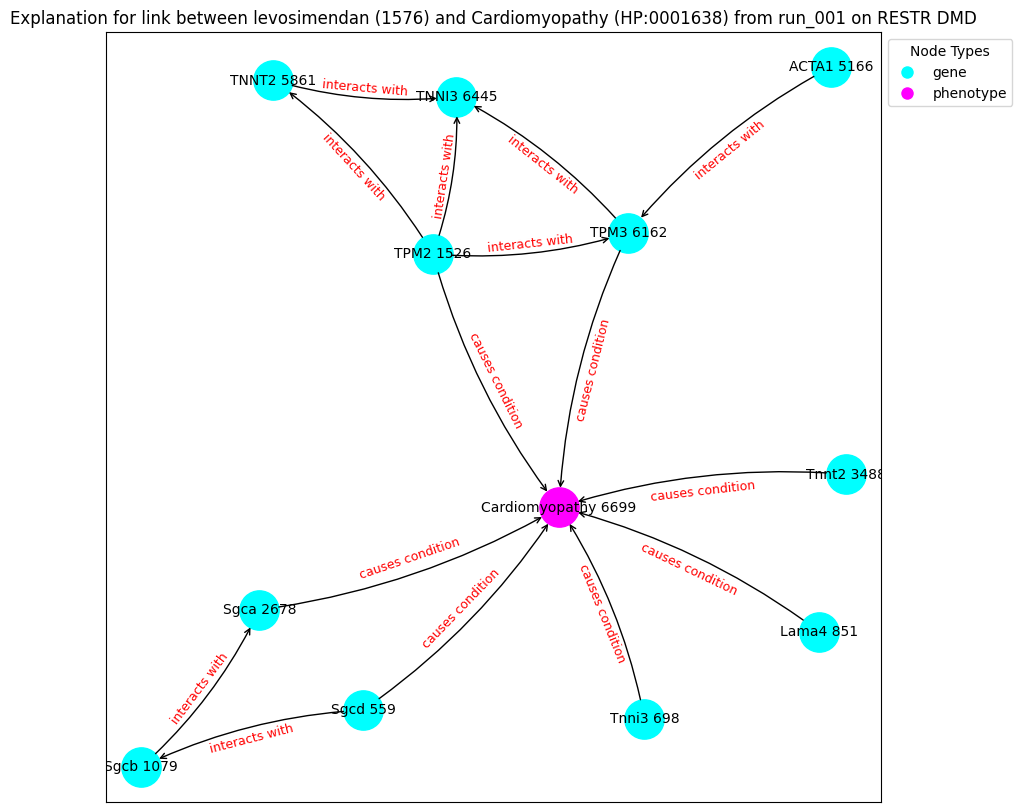 Explanation for link between levosimendan (1576) and Cardiomyopathy (HP:0001638) from run_001 on RESTR DMD
Node Types
gene
phenotype
ACTA1 5166
TNNT2 5861
interacts with
TNNI3 6445
interacts with
interacts with
interacts with
interacts with
TPM3 6162
interacts with
TPM2 1526
causes condition
causes condition
Tnnt2 3488
causes condition
Cardiomyopathy 6699
causes condition
causes condition
causes condition
causes condition
Sgca 2678
Lama4 851
interacts with
Sgcd 559
Tnni3 698
interacts with
Sgcb 1079